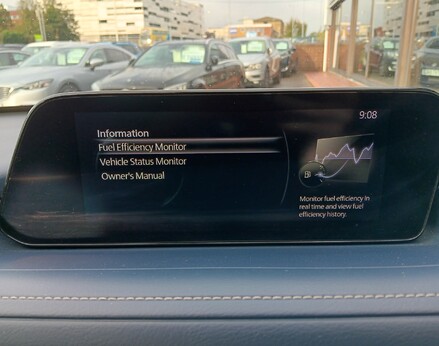 9:08
Information
Fuel Efficiency Monitor
Vehicle Status Monitor
Owner's Manual
Monitor fuel efficiency in
real time and view fuel
efficiency history.